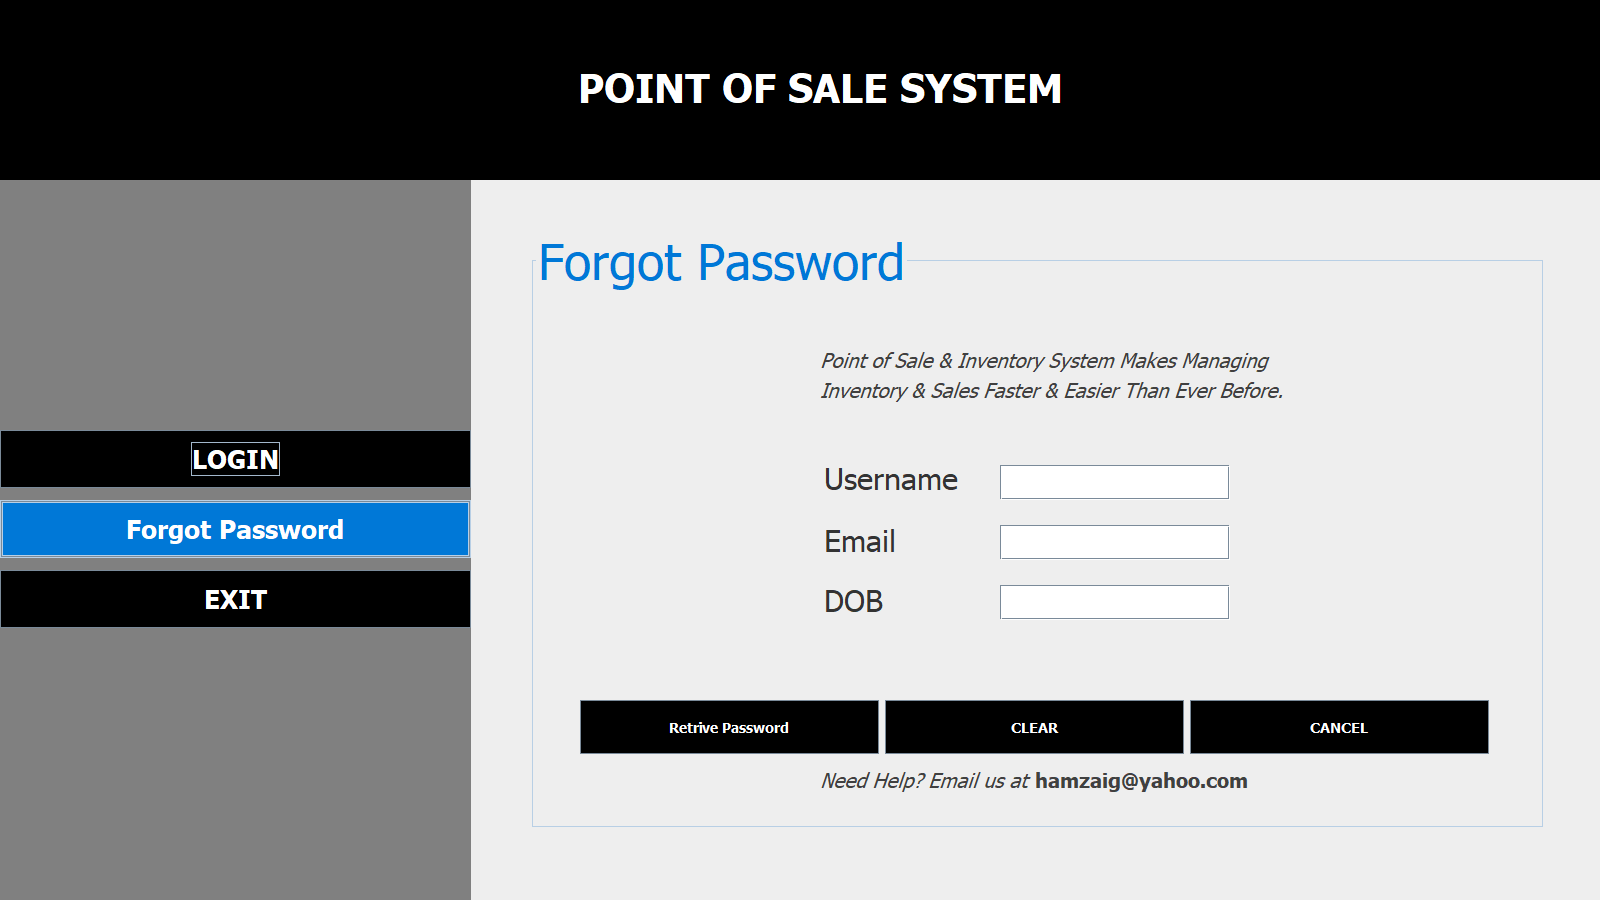 POINT OF SALE SYSTEM
LOGIN
Forgot Password
EXIT
Forgot Password
Point of Sale & Inventory System Makes Managing
Inventory & Sales Faster & Easier Than Ever Before.
Username
Email
DOB
Retrive Password
CLEAR
CANCEL
Need Help? Email us at hamzaig@yahoo.com